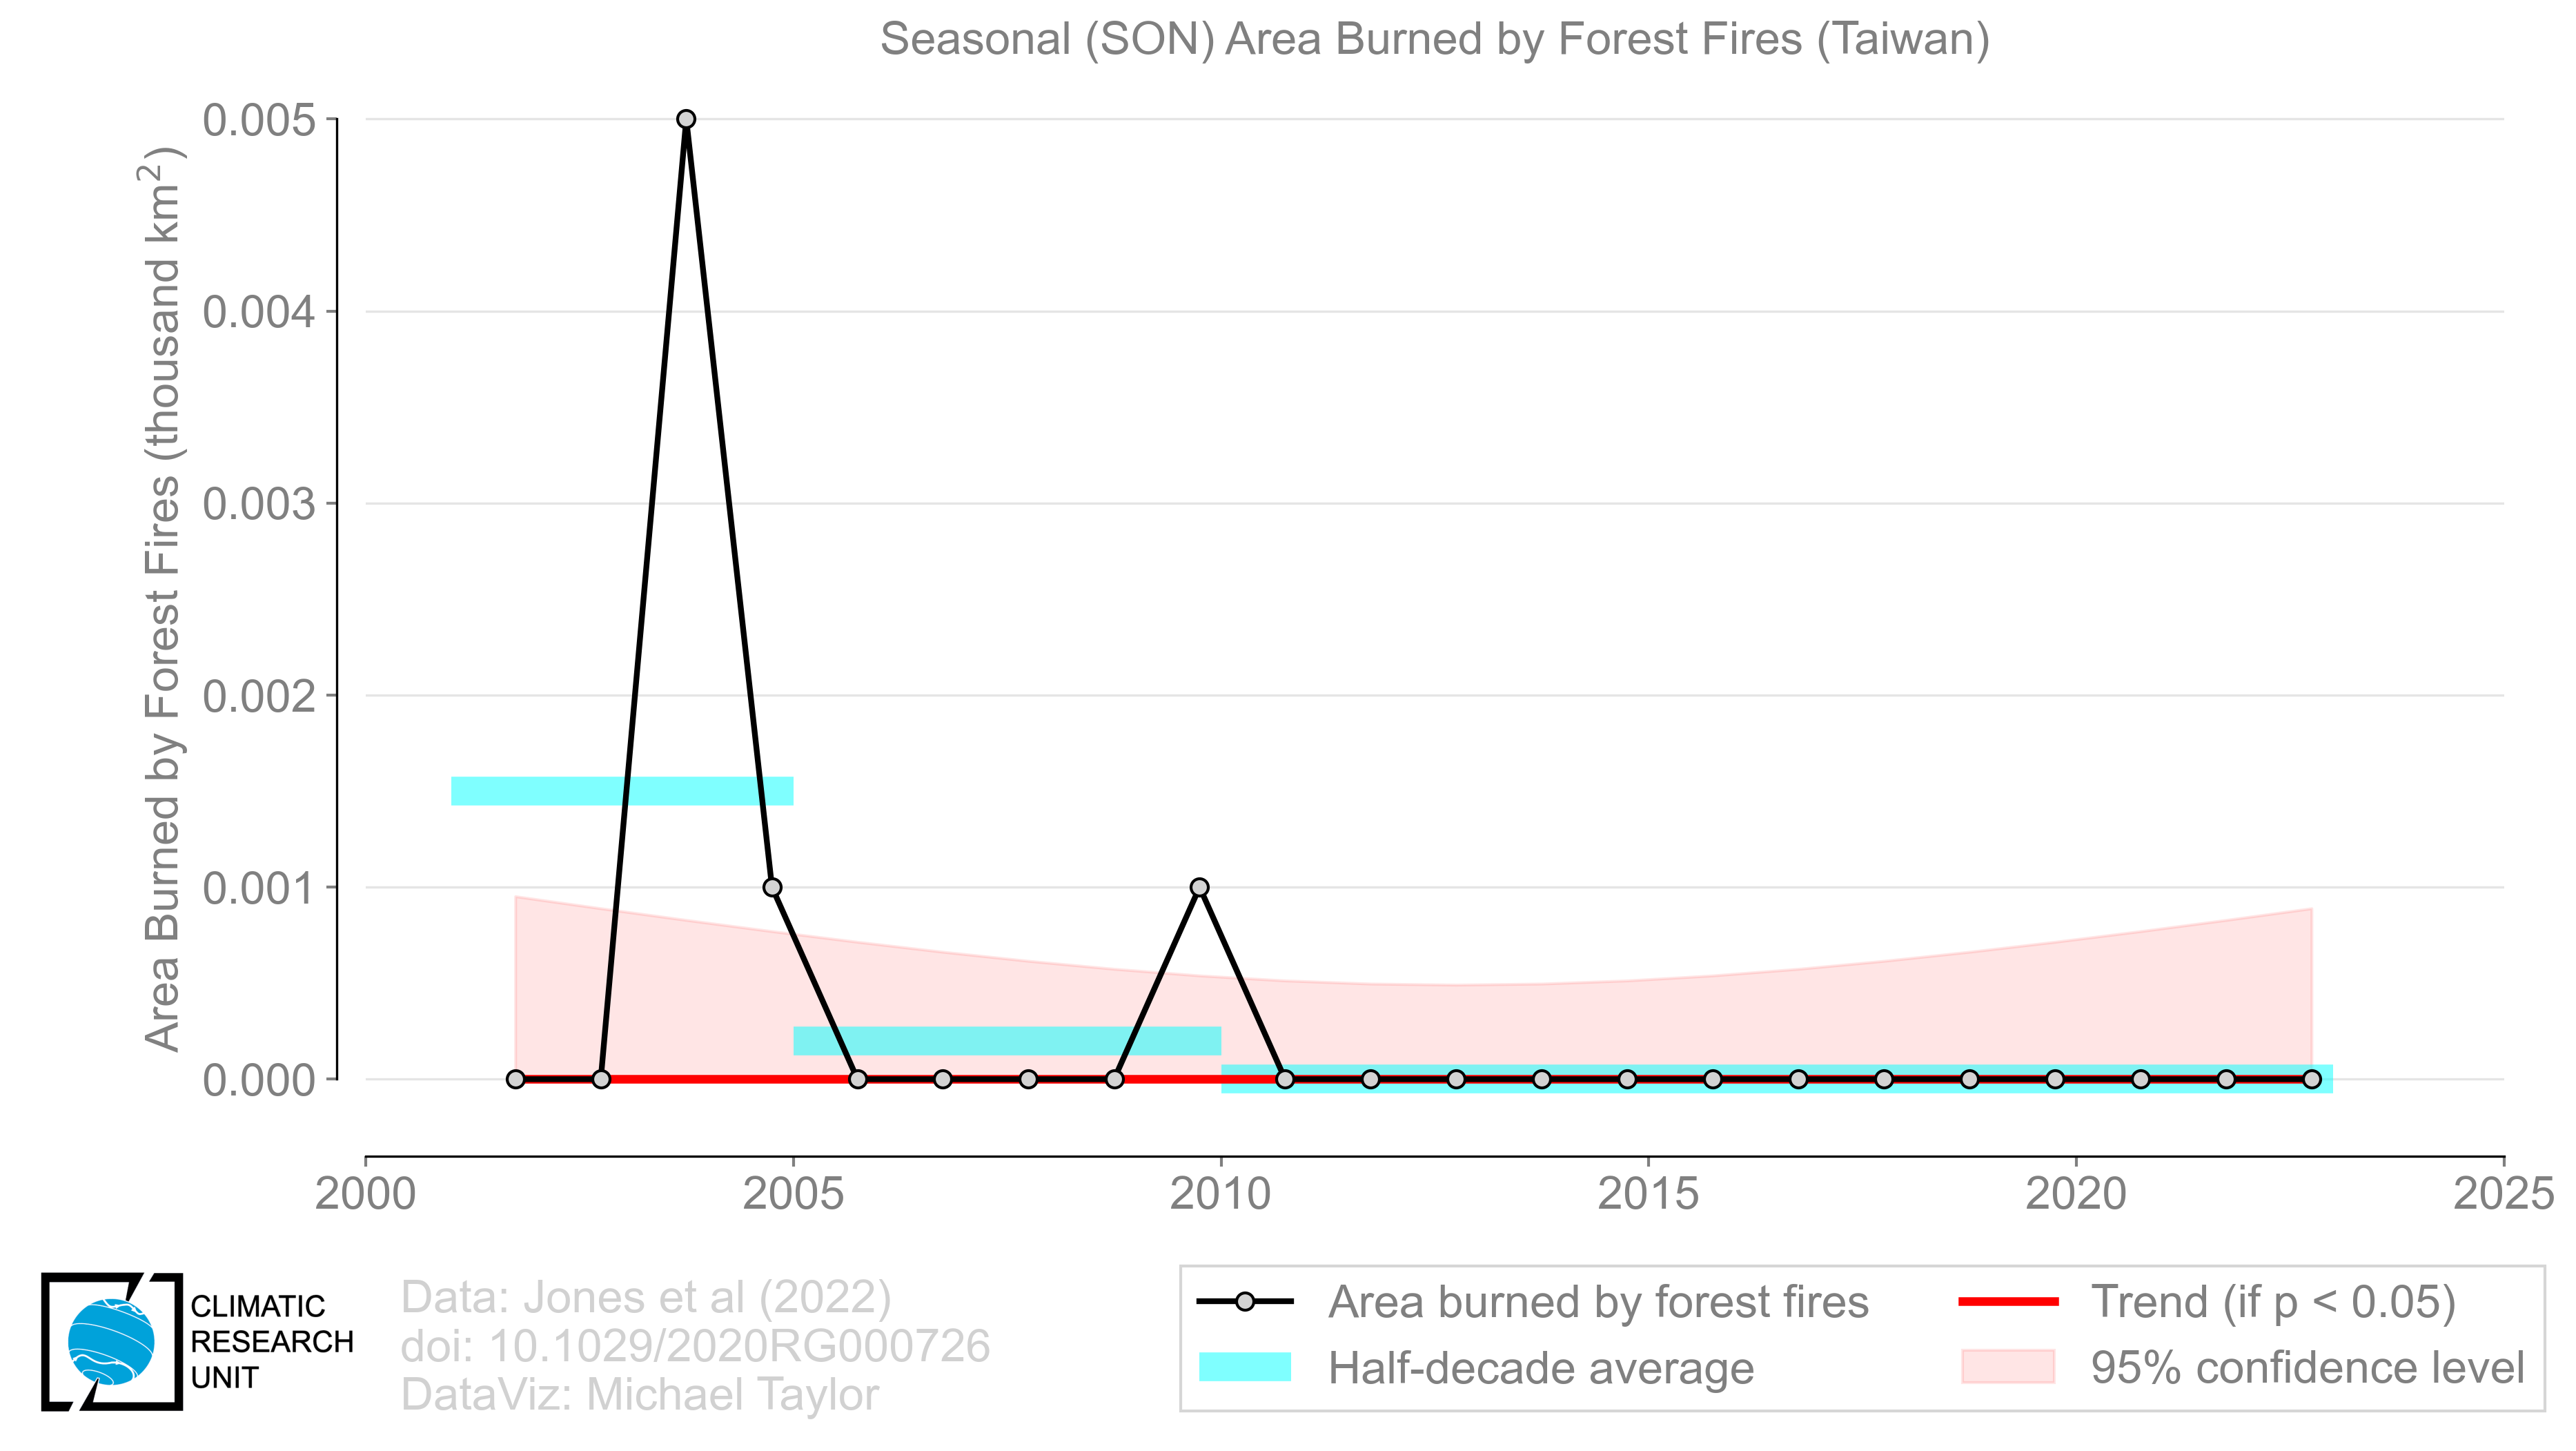 Seasonal (SON) Area Burned by Forest Fires (Taiwan)
Area Burned by Forest Fires (thousand km²)
0.005
0.004
0.003
0.002
0.001
0.000
2000 2005 2010 2015 2020 2025
CLIMATIC
RESEARCH
UNIT
Data: Jones et al (2022)
doi: 10.1029/2020RG000726
DataViz: Michael Taylor
Area burned by forest fires
Half-decade average
Trend (if p < 0.05)
95% confidence level